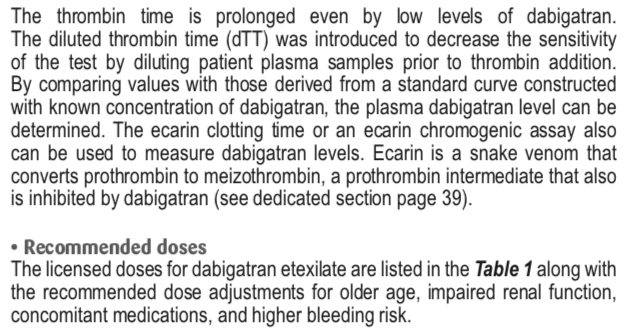 The thrombin time is prolonged even by low levels of dabigatran.
The diluted thrombin time (dTT) was introduced to decrease the sensitivity
of the test by diluting patient plasma samples prior to thrombin addition.
By comparing values with those derived from a standard curve constructed
with known concentration of dabigatran, the plasma dabigatran level can be
determined. The ecarin clotting time or an ecarin chromogenic assay also
can be used to measure dabigatran levels. Ecarin is a snake venom that
converts prothrombin to meizothrombin, a prothrombin intermediate that also
is inhibited by dabigatran (see dedicated section page 39).
• Recommended doses
The licensed doses for dabigatran etexilate are listed in the Table 1 along with
the recommended dose adjustments for older age, impaired renal function,
concomitant medications, and higher bleeding risk.